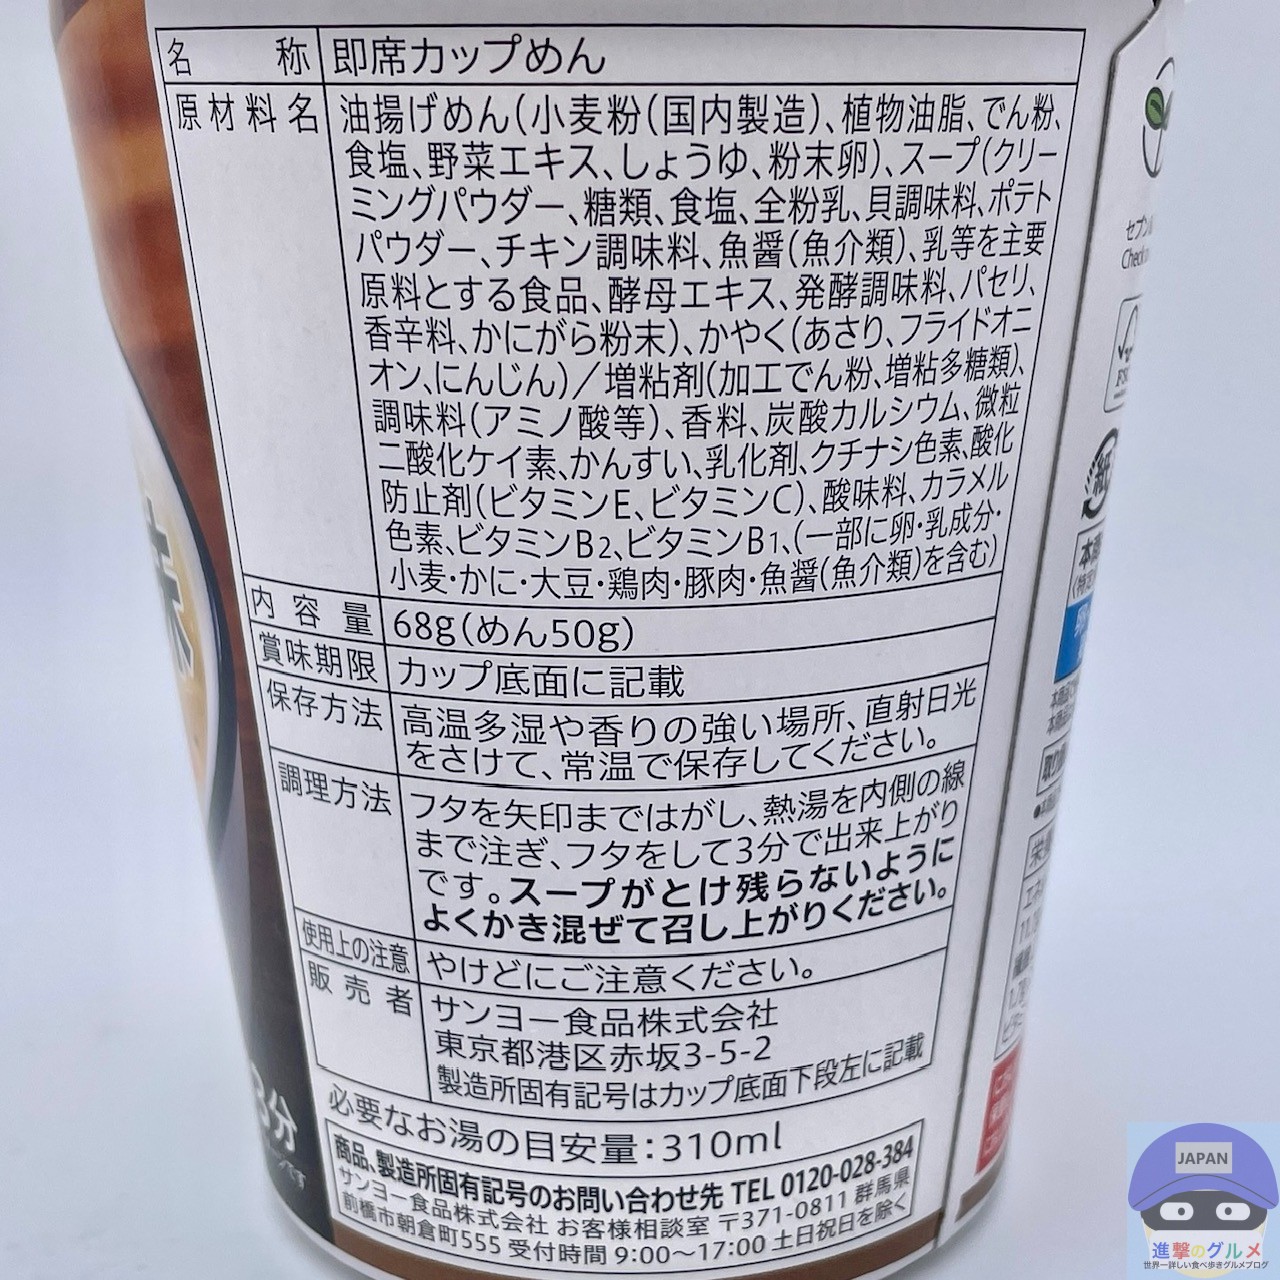 名称 即席カップめん
原材料名 油揚げめん(小麦粉(国内製造)、植物油脂、でん粉、
食塩、野菜エキス、しょうゆ、粉末卵)、スープ(クリー
ミングパウダー、糖類、食塩、全粉乳、貝調味料、ポテト
パウダー、チキン調味料、魚醤(魚介類)、乳等を主要
原料とする食品、酵母エキス、発酵調味料、パセリ、
香辛料、かにがら粉末)、かやく(あさり、フライドオニ
オン、にんじん)/増粘剤(加工でん粉、増粘多糖類)、
調味料(アミノ酸等)、香料、炭酸カルシウム、微粒
二酸化ケイ素、かんすい、乳化剤、クチナシ色素、酸化
防止剤(ビタミンE、ビタミンC)、酸味料、カラメル
色素、ビタミンB2、ビタミンB1、(一部に卵・乳成分・
小麦・かに・大豆・鶏肉・豚肉・魚醤(魚介類)を含む)
内容量 68g(めん50g)
賞味期限 カップ底面に記載
保存方法 高温多湿や香りの強い場所、直射日光
をさけて、常温で保存してください。
調理方法 フタを矢印まではがし、熱湯を内側の線
まで注ぎ、フタをして3分で出来上がり
です。スープがとけ残らないように
よくかき混ぜて召し上がりください。
使用上の注意 やけどにご注意ください。
販売者 サンヨー食品株式会社
東京都港区赤坂3-5-2
製造所固有記号はカップ底面下段左に記載
必要なお湯の目安量:310ml
商品、製造所固有記号のお問い合わせ先 TEL 0120-028-384
サンヨー食品株式会社 お客様相談室 〒371-0811 群馬県
前橋市朝倉町555 受付時間 9:00〜17:00 土日祝日を除く
味
3分
セブン
Check
FSC
紙
JAPAN
進撃のグルメ
世界一詳しい食べ歩きグルメブログ